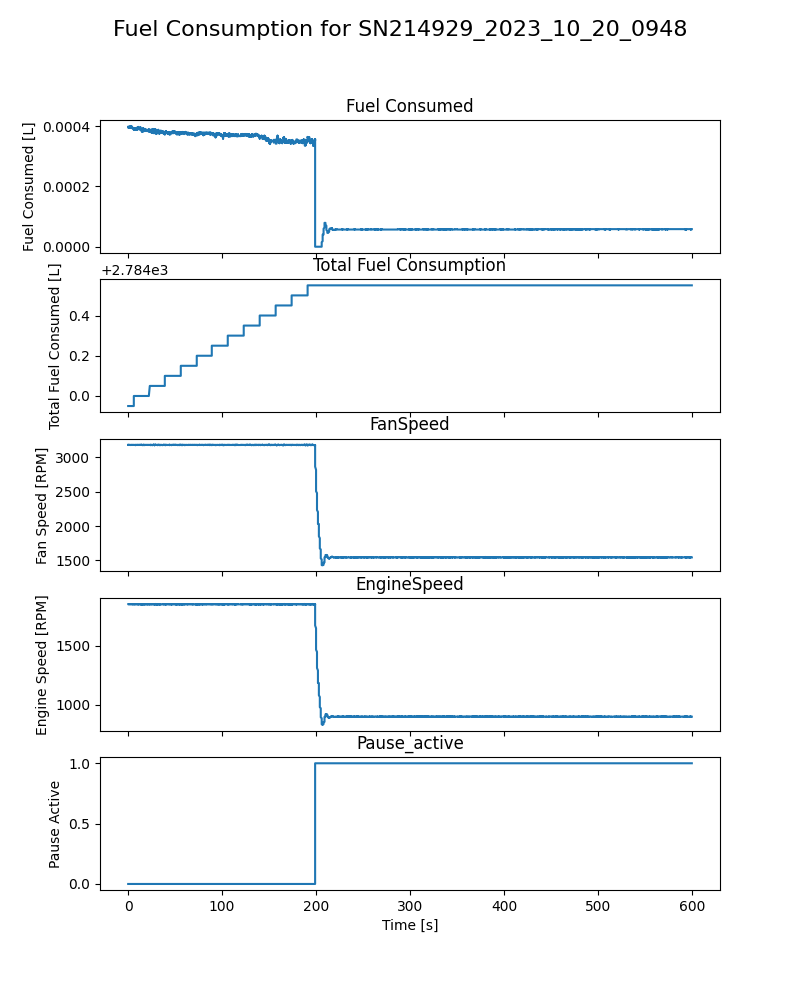 Fuel Consumption for SN214929_2023_10_20_0948
Fuel Consumed
Fuel Consumed [L]
0.0004
0.0002
0.0000
Total Fuel Consumption
+2.784e3
Total Fuel Consumed [L]
0.4
0.2
0.0
FanSpeed
Fan Speed [RPM]
3000
2500
2000
1500
EngineSpeed
Engine Speed [RPM]
1500
1000
Pause_active
Pause Active
1.0
0.5
0.0
0 100 200 300 400 500 600
Time [s]